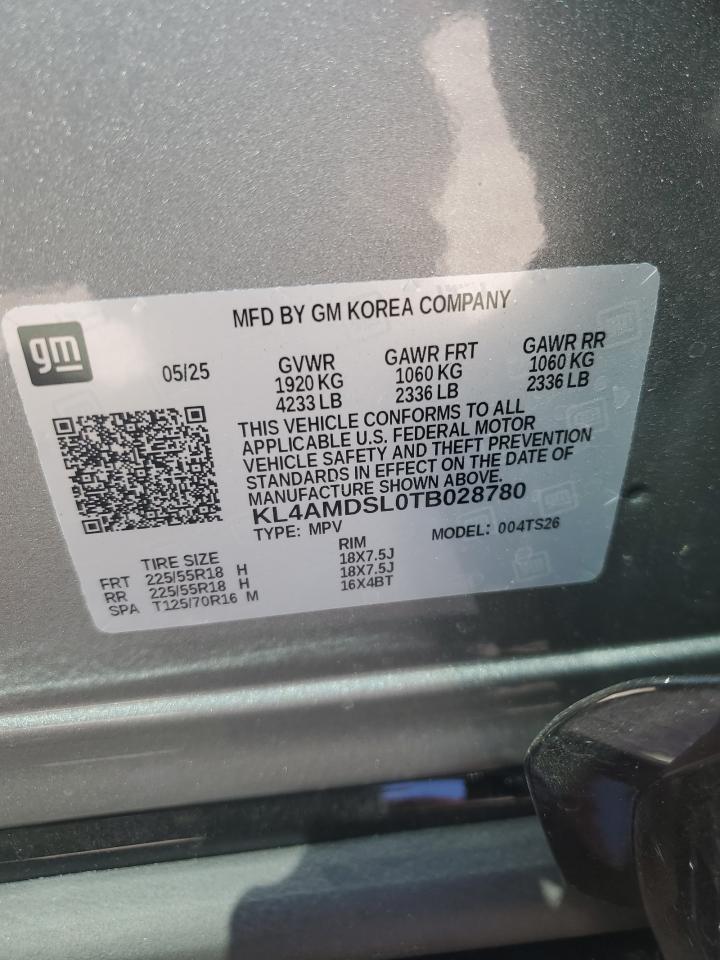 MFD BY GM KOREA COMPANY
gm
05/25
GVWR
1920 KG
4233 LB
GAWR FRT
1060 KG
2336 LB
GAWR RR
1060 KG
2336 LB
THIS VEHICLE CONFORMS TO ALL
APPLICABLE U.S. FEDERAL MOTOR
VEHICLE SAFETY AND THEFT PREVENTION
STANDARDS IN EFFECT ON THE DATE OF
MANUFACTURE SHOWN ABOVE.
KL4AMDSL0TB028780
TYPE: MPV MODEL: 004TS26
TIRE SIZE RIM
FRT 225/55R18 H 18X7.5J
RR 225/55R18 H 18X7.5J
SPA T125/70R16 M 16X4BT